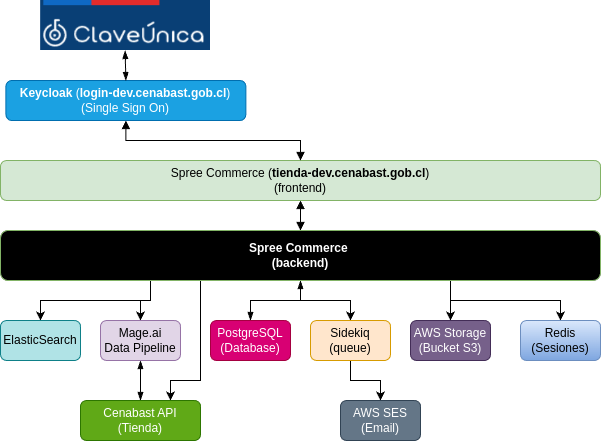 ClaveÚnica
Keycloak (login-dev.cenabast.gob.cl)
(Single Sign On)
Spree Commerce (tienda-dev.cenabast.gob.cl)
(frontend)
Spree Commerce
(backend)
ElasticSearch
Mage.ai
Data Pipeline
PostgreSQL
(Database)
Sidekiq
(queue)
AWS Storage
(Bucket S3)
Redis
(Sesiones)
Cenabast API
(Tienda)
AWS SES
(Email)